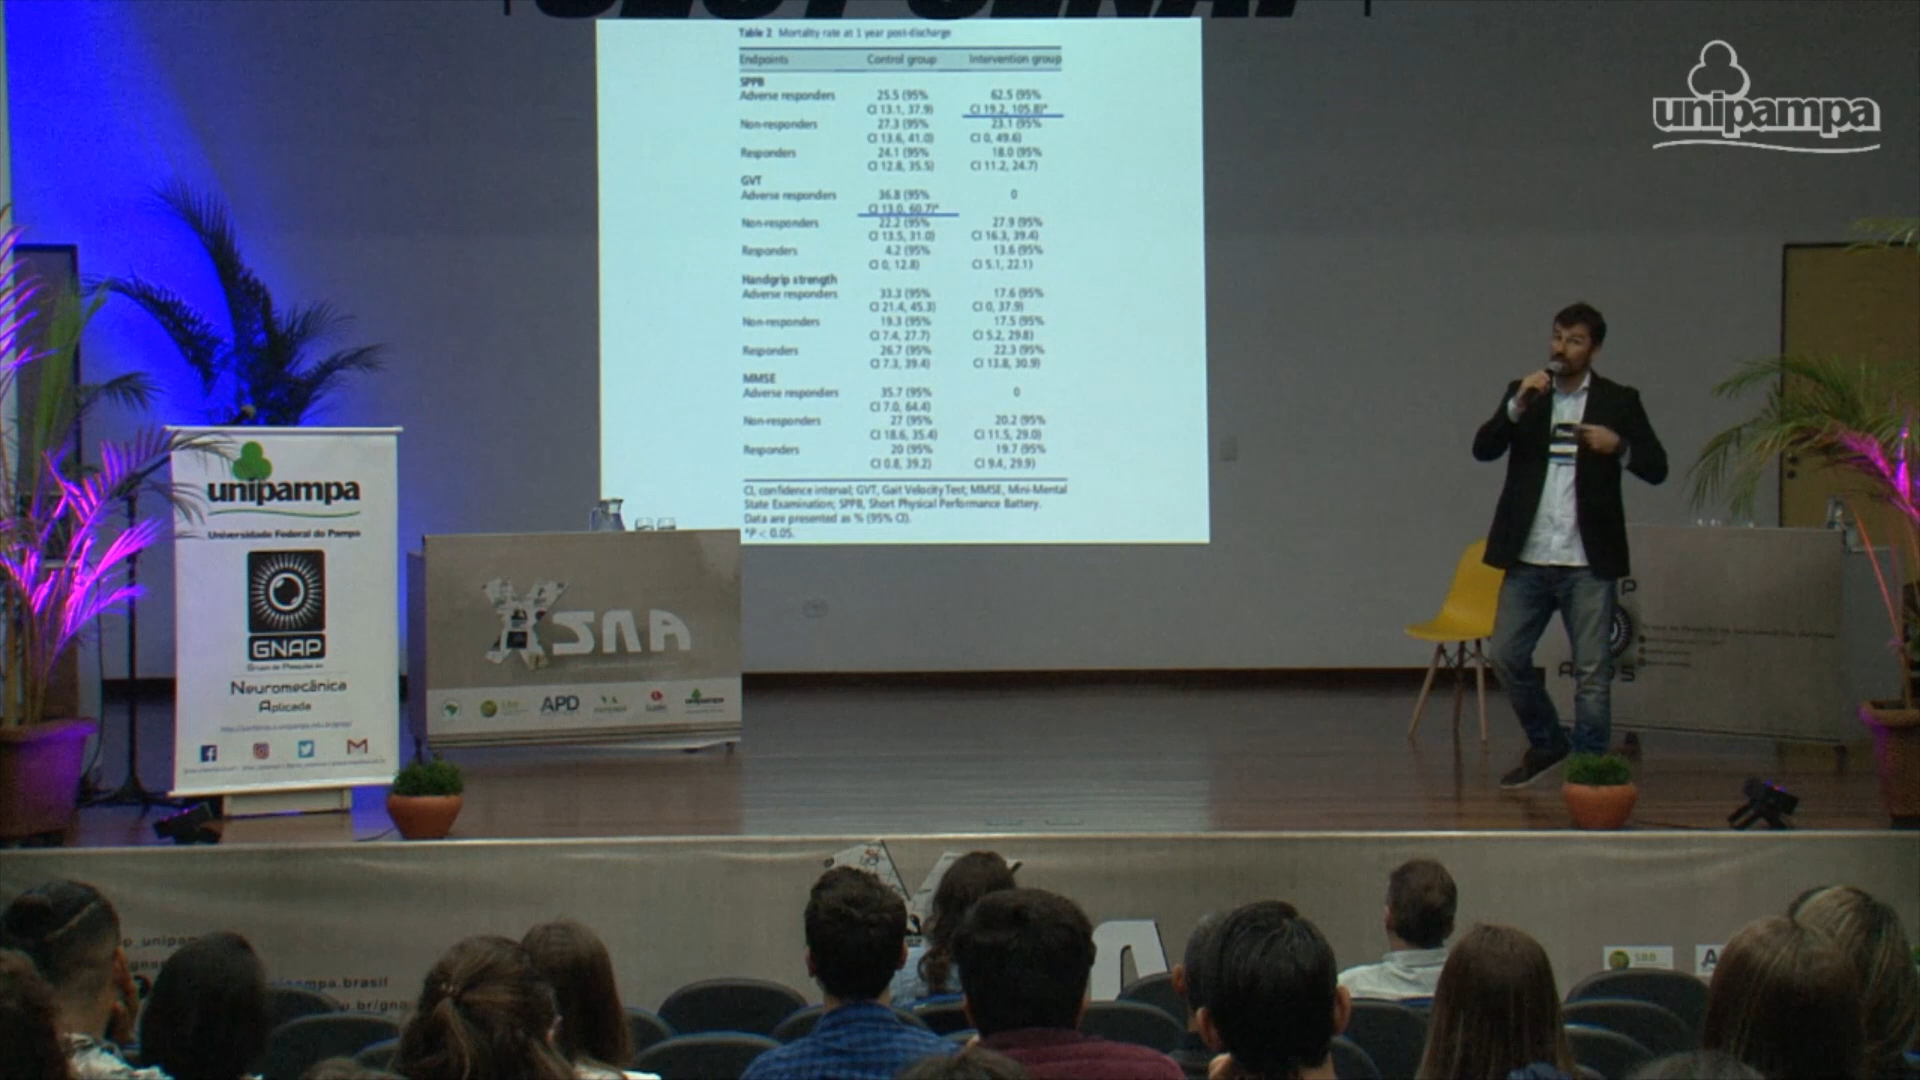 Table 2 Mortality rate at 1 year post-discharge
Endpoints Control group Intervention group
SPPB
Adverse responders 25.5 (95% 62.5 (95%
CI 13.1, 37.9) CI 19.2, 105.8)*
Non-responders 27.3 (95% 23.1 (95%
CI 13.6, 41.0) CI 0, 49.6)
Responders 24.1 (95% 18.0 (95%
CI 12.8, 35.5) CI 11.2, 24.7)
GVT
Adverse responders 36.8 (95% 0
CI 13.0, 60.7)*
Non-responders 22.2 (95% 27.9 (95%
CI 13.5, 31.0) CI 16.3, 39.4)
Responders 4.2 (95% 13.6 (95%
CI 0, 12.8) CI 5.1, 22.1)
Handgrip strength
Adverse responders 33.3 (95% 17.6 (95%
CI 21.4, 45.3) CI 0, 37.9)
Non-responders 19.3 (95% 17.5 (95%
CI 7.4, 27.7) CI 5.2, 29.8)
Responders 26.7 (95% 22.3 (95%
CI 7.3, 39.4) CI 13.8, 30.9)
MMSE
Adverse responders 35.7 (95% 0
CI 7.0, 64.4)
Non-responders 27 (95% 20.2 (95%
CI 18.6, 35.4) CI 11.5, 29.0)
Responders 20 (95% 19.7 (95%
CI 0.8, 39.2) CI 9.4, 29.9)
CI, confidence interval; GVT, Gait Velocity Test; MMSE, Mini-Mental
State Examination; SPPB, Short Physical Performance Battery.
Data are presented as % (95% CI).
*P < 0.05.
unipampa
unipampa
Universidade Federal do Pampa
GNAP
Grupo de Pesquisa em
Neuromecânica
Aplicada
XSNA
APD
unipampa
SBB